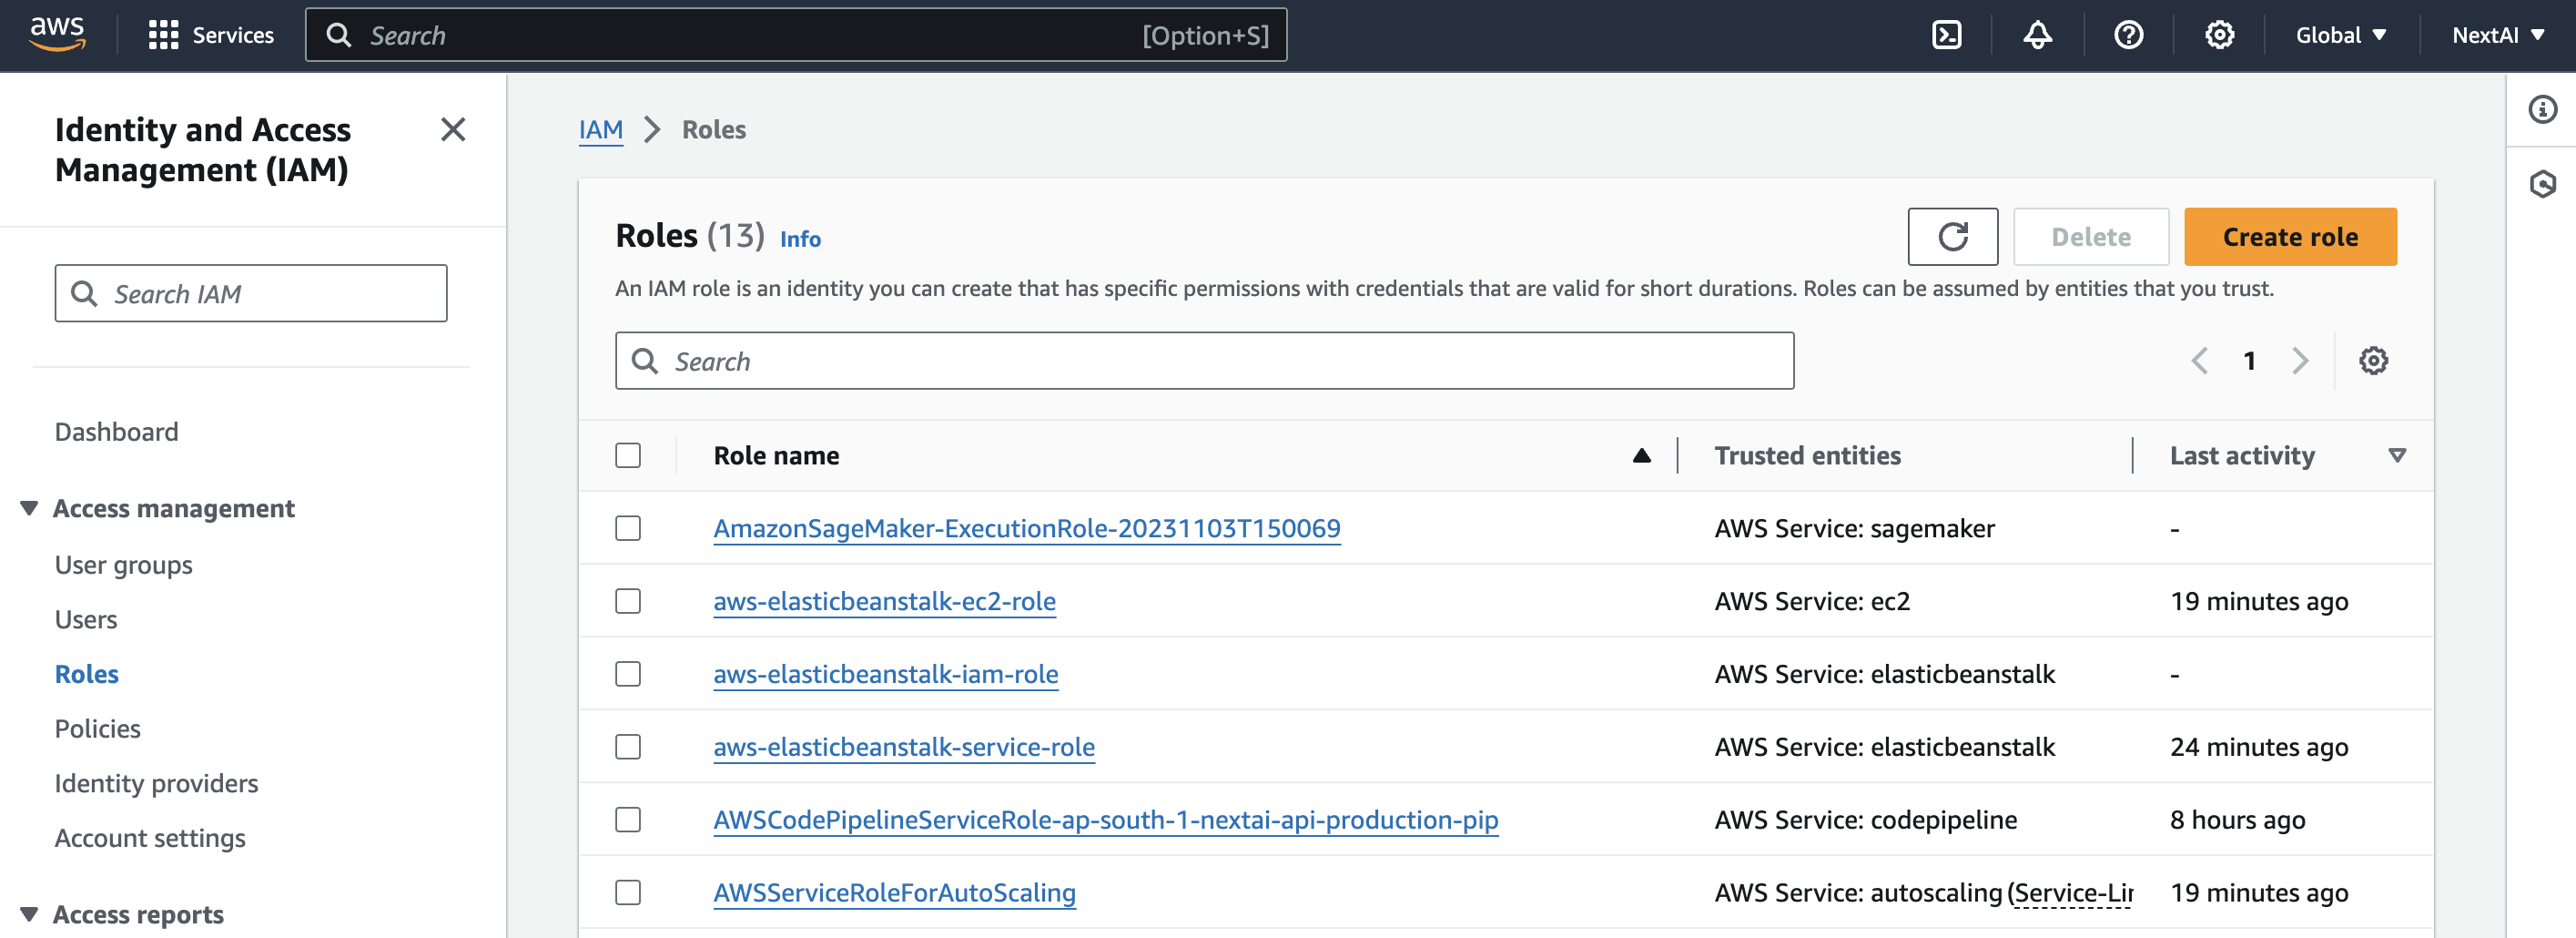 aws
Services
Search
[Option+S]
Global
NextAI
Identity and Access
Management (IAM)
Search IAM
Dashboard
Access management
User groups
Users
Roles
Policies
Identity providers
Account settings
Access reports
IAM > Roles
Roles (13) Info
Delete
Create role
An IAM role is an identity you can create that has specific permissions with credentials that are valid for short durations. Roles can be assumed by entities that you trust.
Search
1
Role name Trusted entities Last activity
AmazonSageMaker-ExecutionRole-20231103T150069 AWS Service: sagemaker -
aws-elasticbeanstalk-ec2-role AWS Service: ec2 19 minutes ago
aws-elasticbeanstalk-iam-role AWS Service: elasticbeanstalk -
aws-elasticbeanstalk-service-role AWS Service: elasticbeanstalk 24 minutes ago
AWSCodePipelineServiceRole-ap-south-1-nextai-api-production-pip AWS Service: codepipeline 8 hours ago
AWSServiceRoleForAutoScaling AWS Service: autoscaling (Service-Lin 19 minutes ago